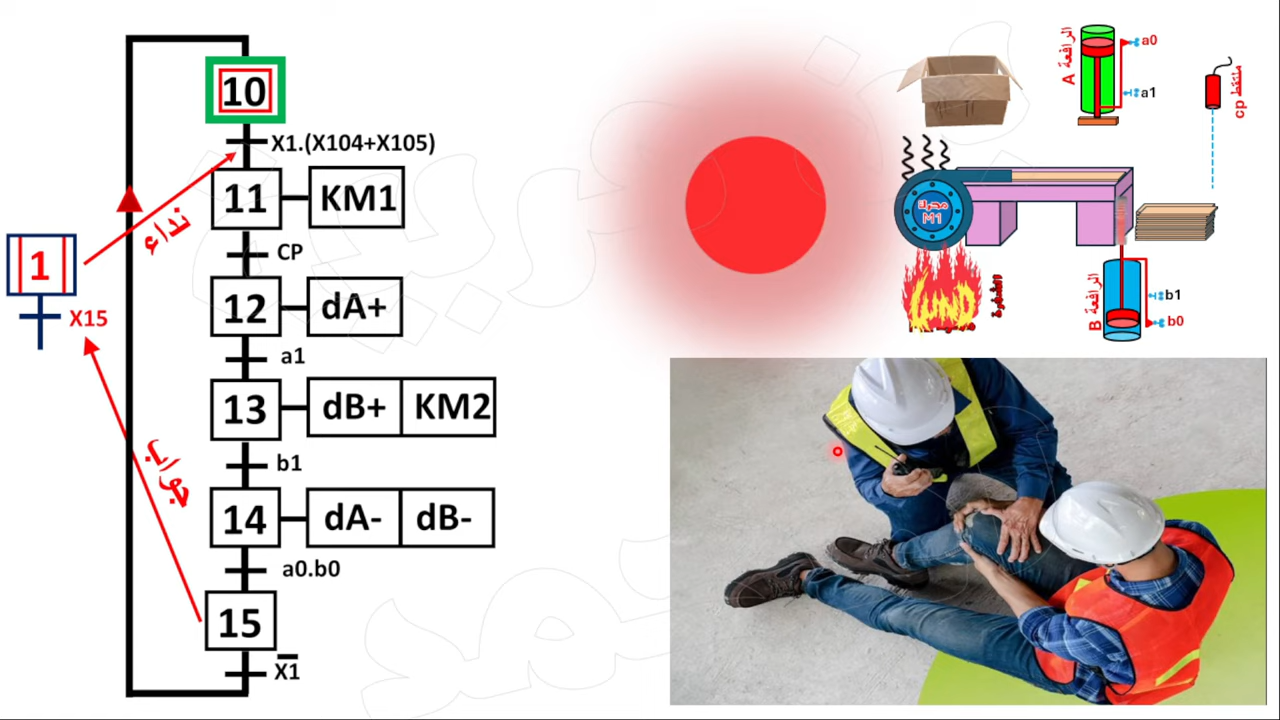 10
X1.(X104+X105)
11
KM1
نداء
1
X15
CP
12
dA+
a1
13
dB+
KM2
b1
جواب
14
dA-
dB-
a0.b0
15
X̅1̅
الرافعة A
a0
a1
ملتقط cp
محرك
M1
الرافعة B
b1
b0